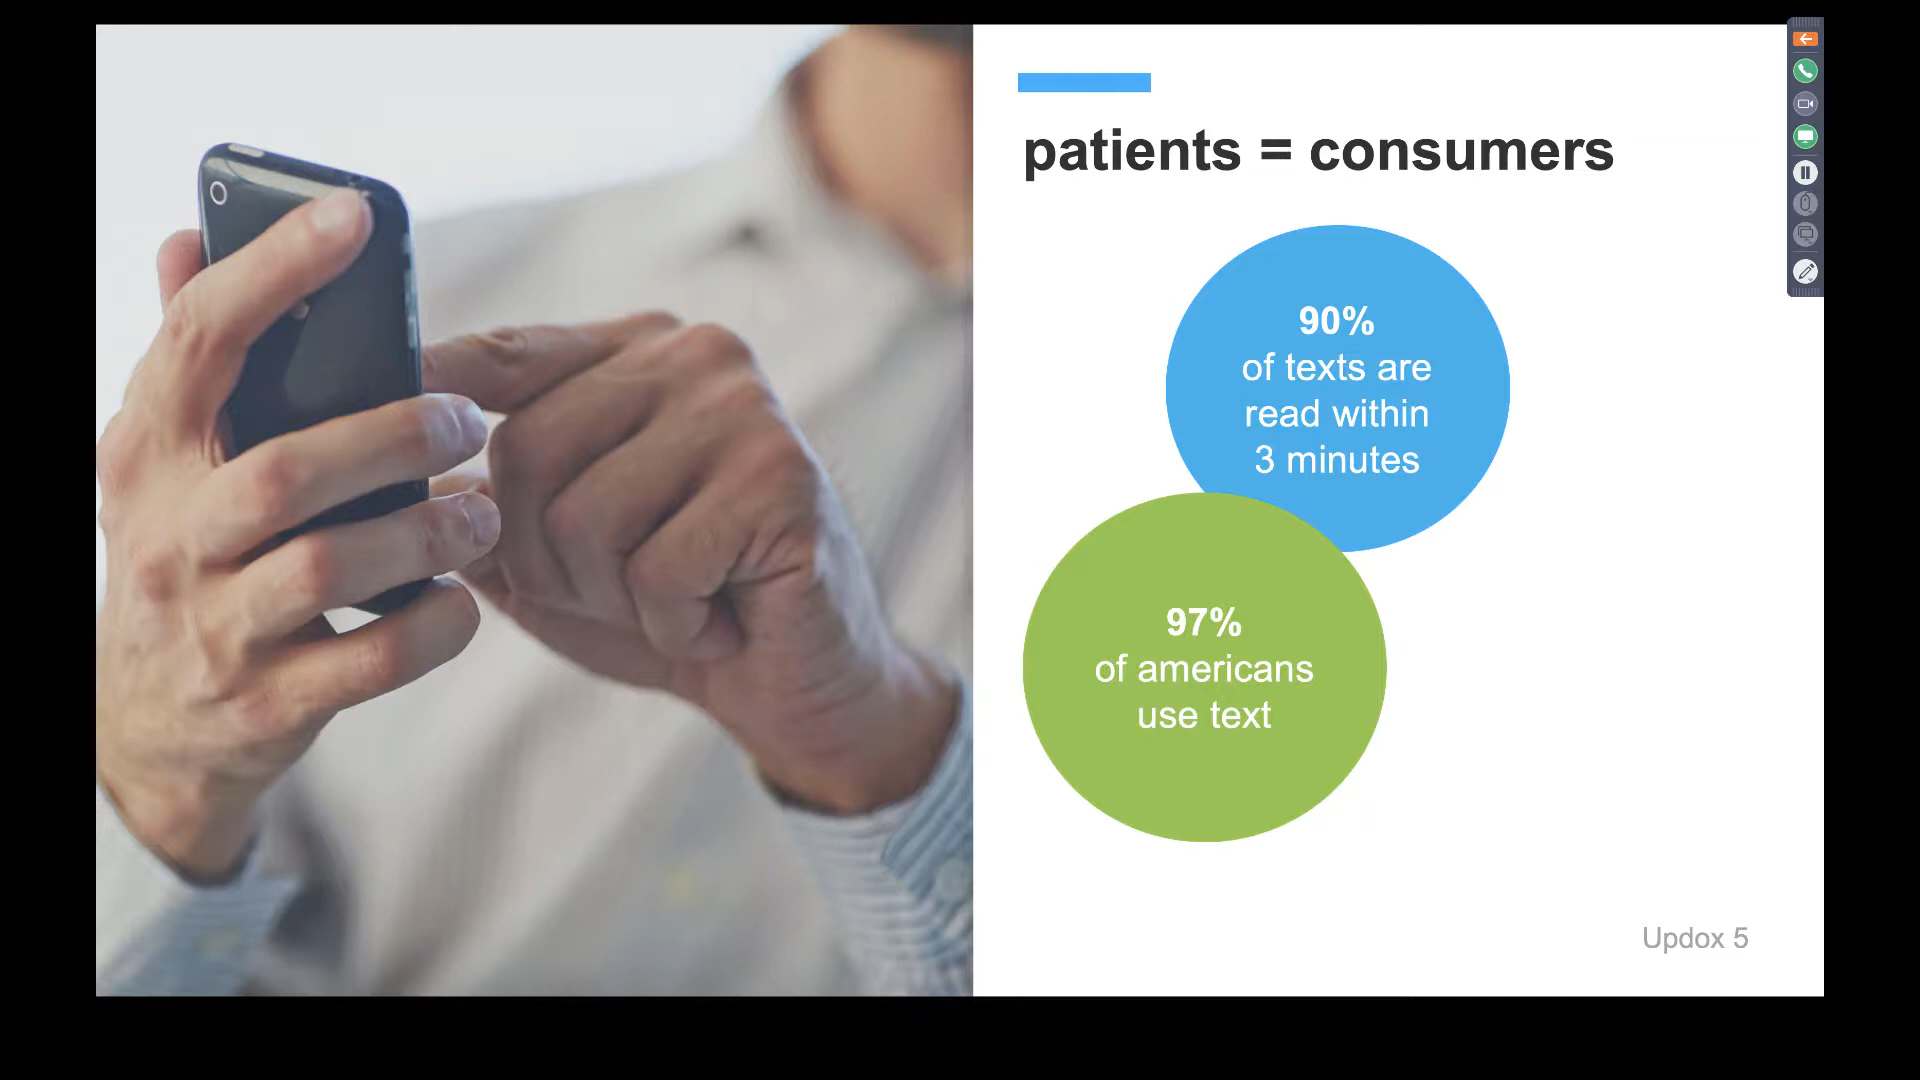 patients = consumers
90%
of texts are
read within
3 minutes
97%
of americans
use text
Updox 5